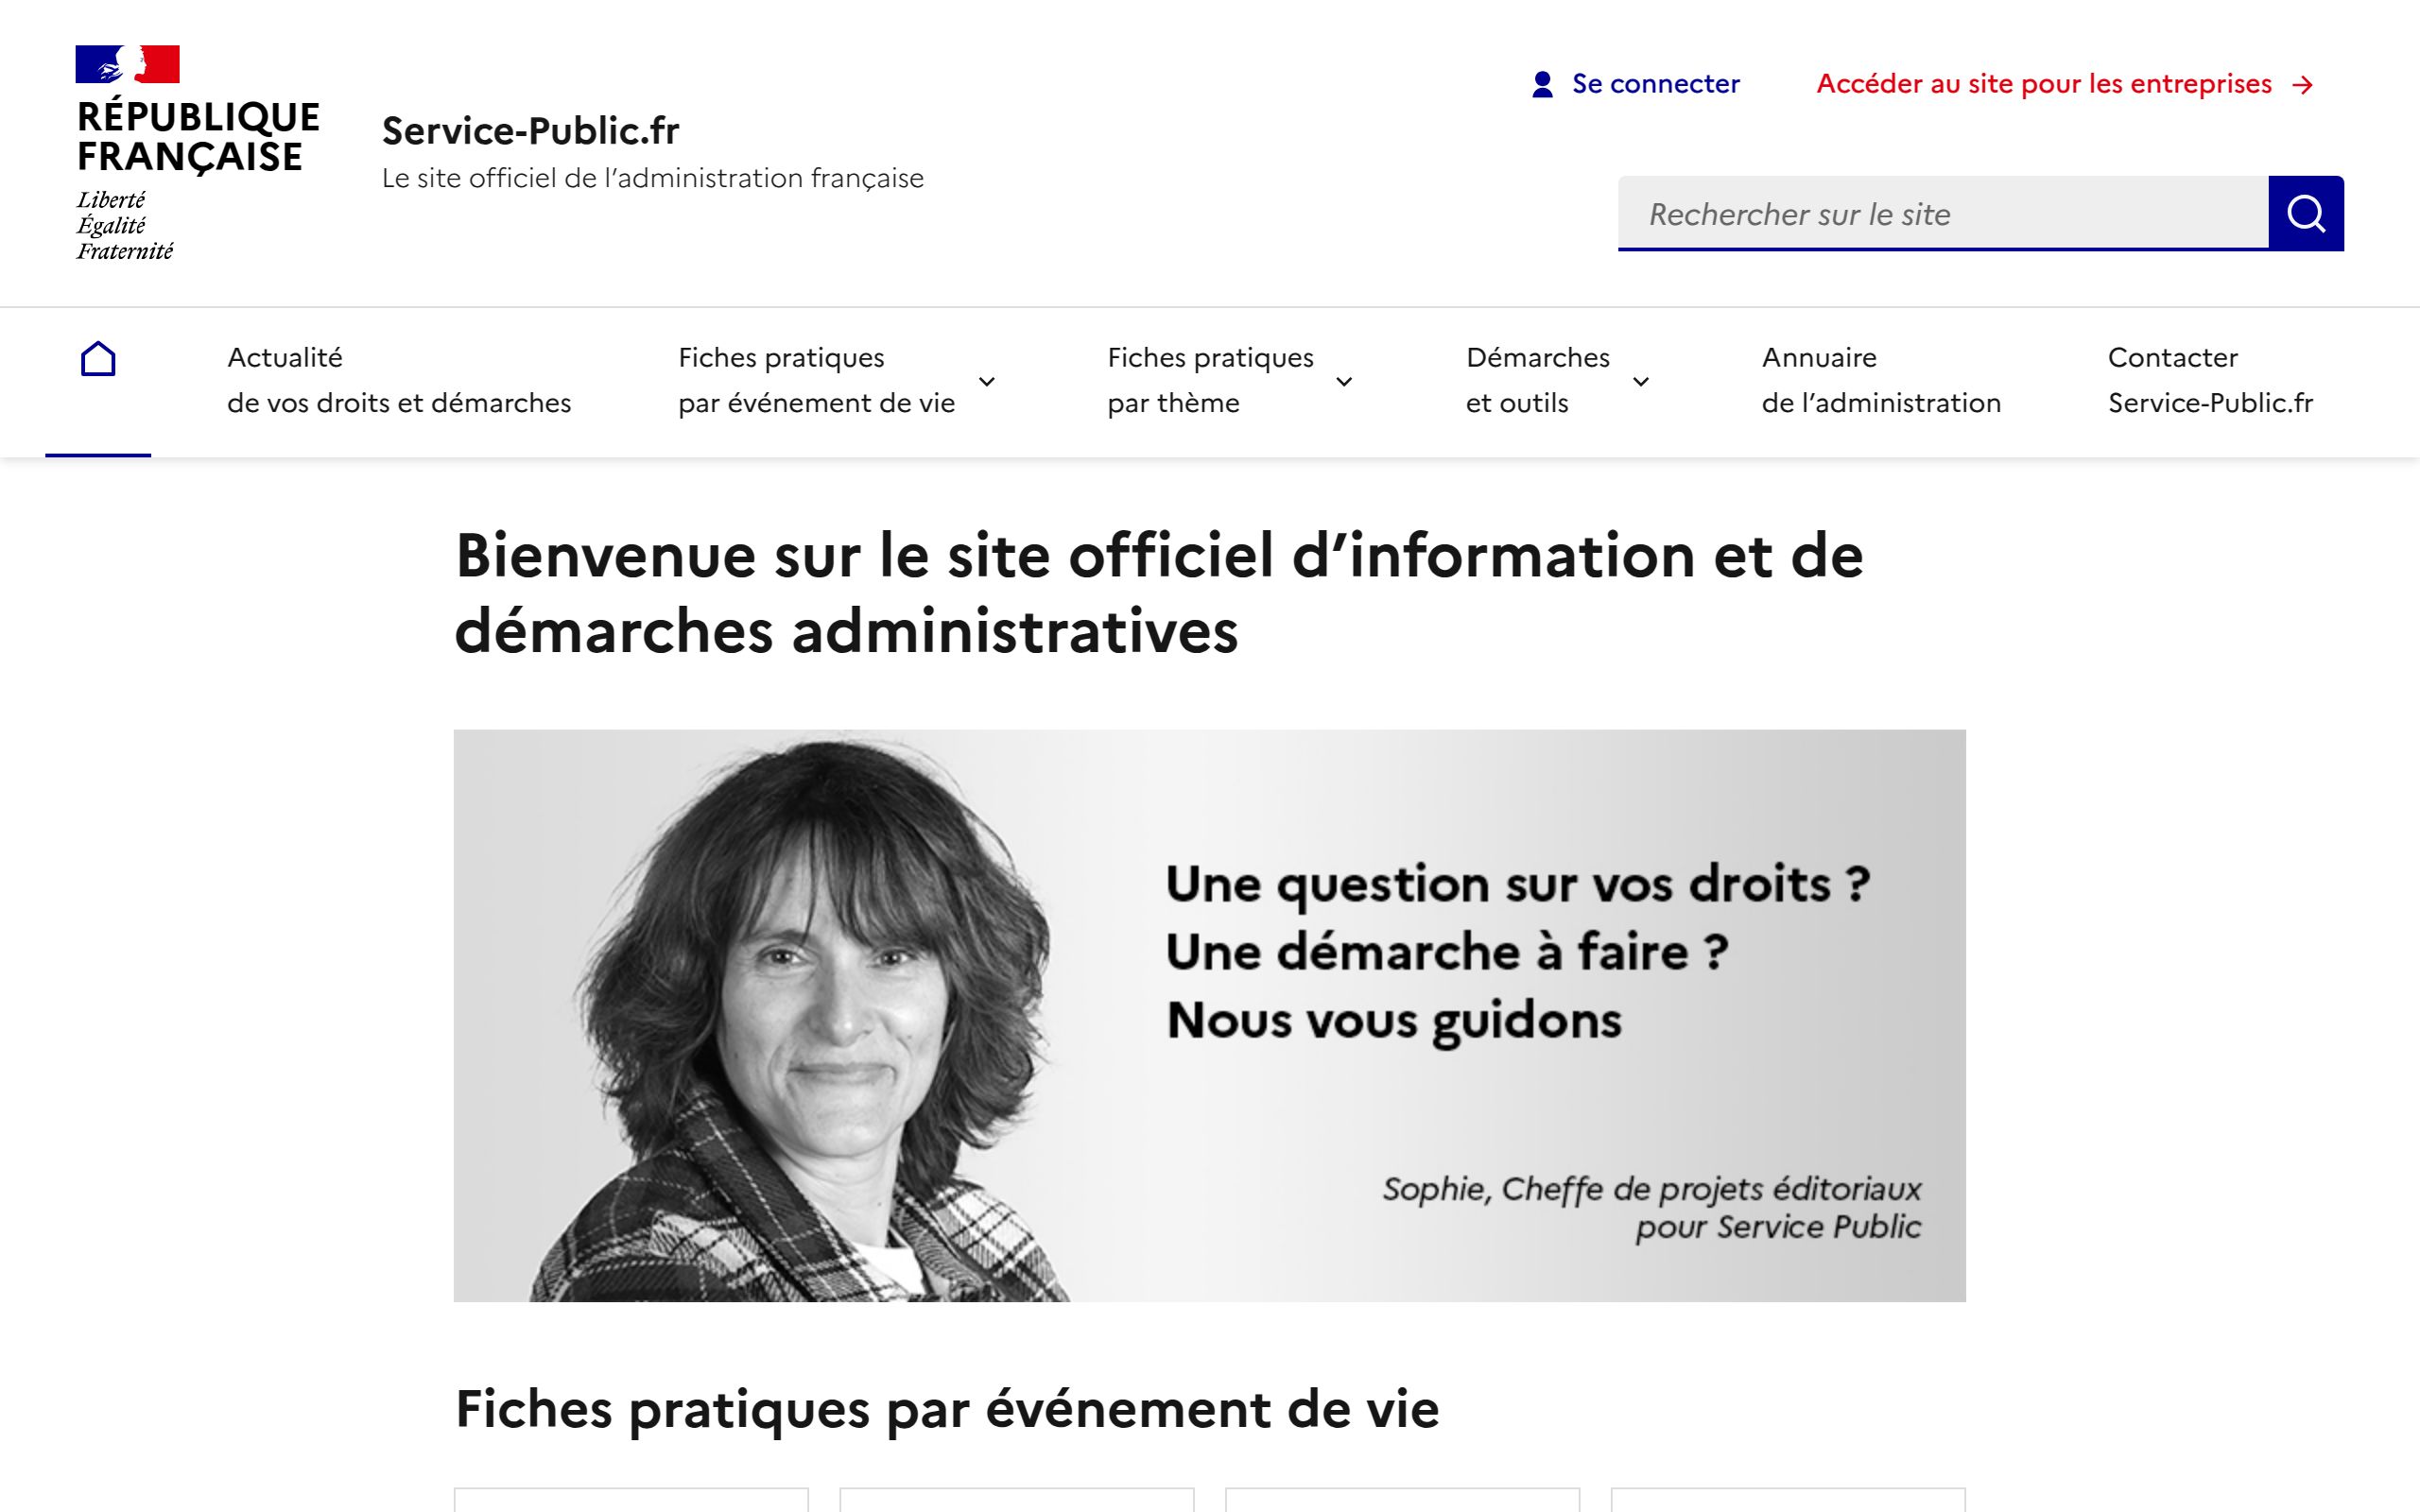 RÉPUBLIQUE
FRANÇAISE
Liberté
Égalité
Fraternité
Service-Public.fr
Le site officiel de l’administration française
Se connecter
Accéder au site pour les entreprises
Rechercher sur le site
Actualité
de vos droits et démarches
Fiches pratiques
par événement de vie
Fiches pratiques
par thème
Démarches
et outils
Annuaire
de l’administration
Contacter
Service-Public.fr
Bienvenue sur le site officiel d’information et de
démarches administratives
Une question sur vos droits ?
Une démarche à faire ?
Nous vous guidons
Sophie, Cheffe de projets éditoriaux
pour Service Public
Fiches pratiques par événement de vie